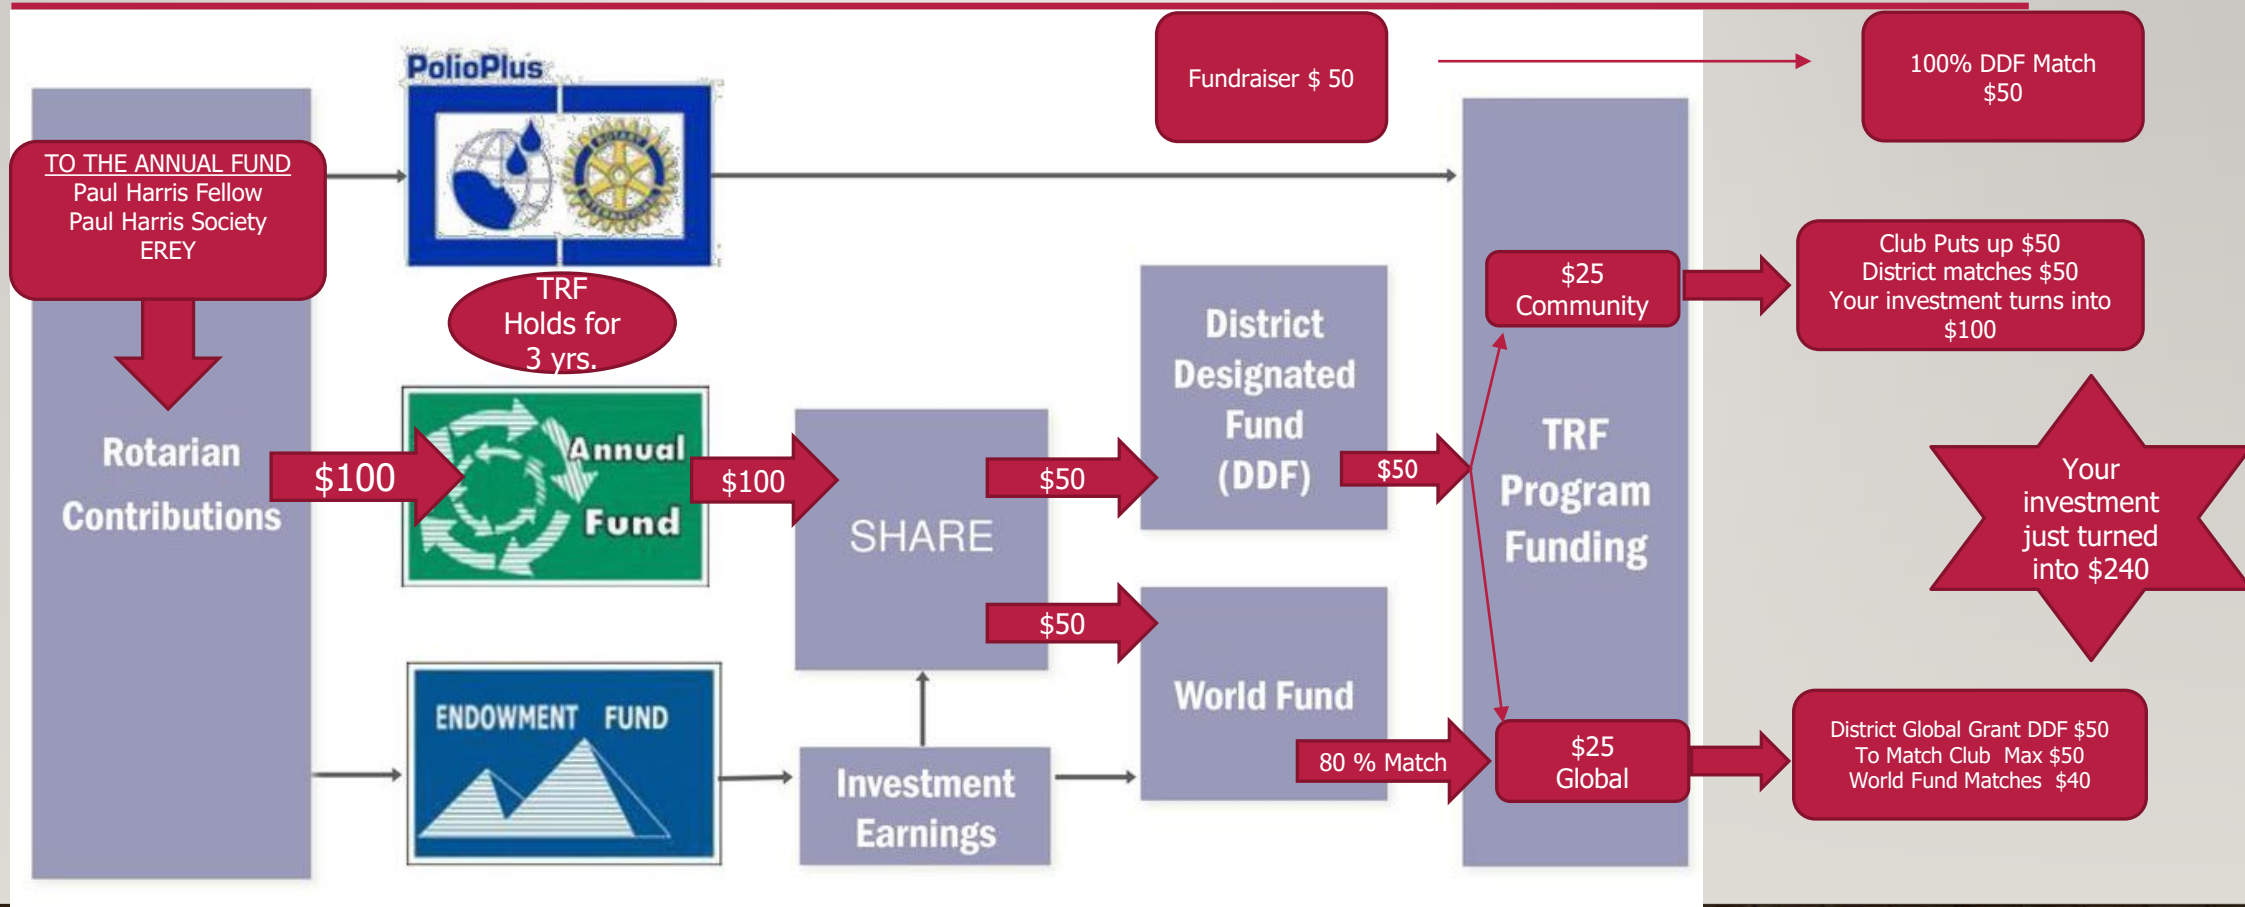 PolioPlus
Fundraiser $ 50
100% DDF Match
$50
TO THE ANNUAL FUND
Paul Harris Fellow
Paul Harris Society
EREY
ROTARY
INTERNATIONAL
TRF
Holds for
3 yrs.
$25
Community
Club Puts up $50
District matches $50
Your investment turns into
$100
District
Designated
Fund
(DDF)
Rotarian
Contributions
$100
Annual
Fund
$100
SHARE
$50
$50
$50
TRF
Program
Funding
Your
investment
just turned
into $240
World Fund
ENDOWMENT FUND
Investment
Earnings
80 % Match
$25
Global
District Global Grant DDF $50
To Match Club Max $50
World Fund Matches $40